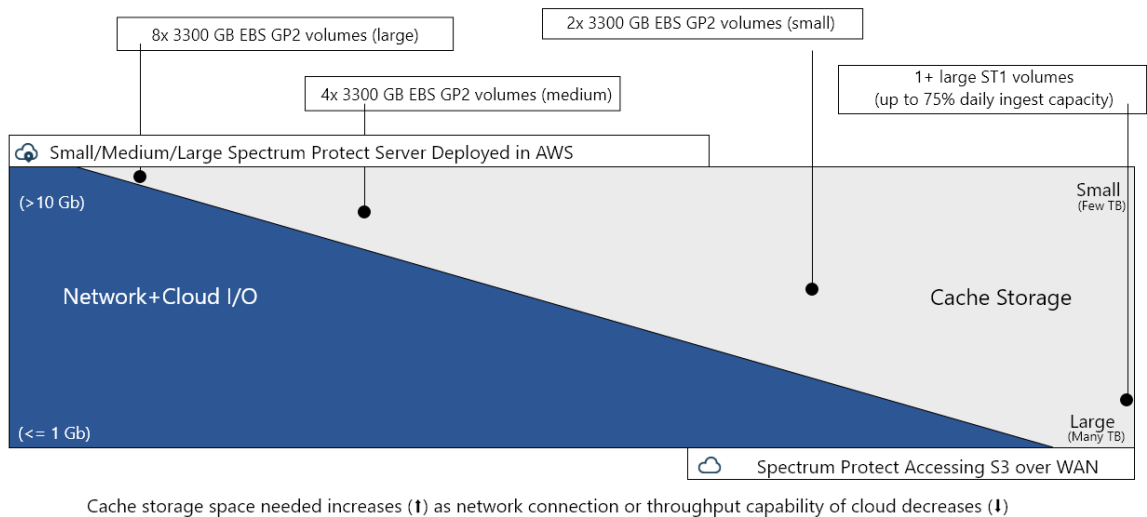 8x 3300 GB EBS GP2 volumes (large)
2x 3300 GB EBS GP2 volumes (small)
4x 3300 GB EBS GP2 volumes (medium)
1+ large ST1 volumes
(up to 75% daily ingest capacity)
Small/Medium/Large Spectrum Protect Server Deployed in AWS
(>10 Gb)
Small
(Few TB)
Network+Cloud I/O
Cache Storage
(<= 1 Gb)
Large
(Many TB)
Spectrum Protect Accessing S3 over WAN
Cache storage space needed increases (⬆) as network connection or throughput capability of cloud decreases (⬇)